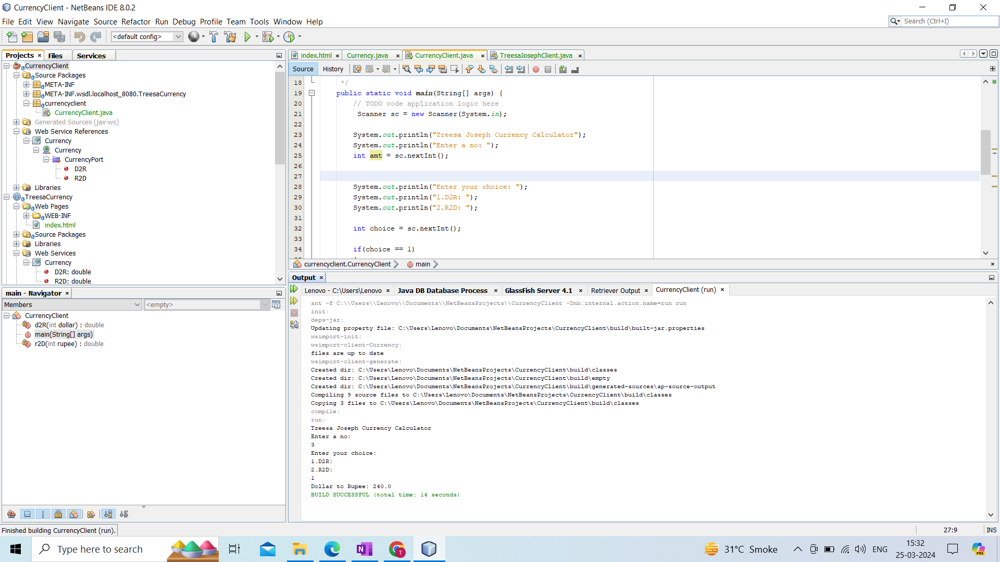 CurrencyClient - NetBeans IDE 8.0.2
File Edit View Navigate Source Refactor Run Debug Profile Team Tools Window Help
Search (Ctrl+I)
<default config>
Projects Files Services
CurrencyClient
Source Packages
META-INF
META-INF.wsdl.localhost_8080.TreesaCurrency
currencyclient
CurrencyClient.java
Generated Sources (jax-ws)
Web Service References
Currency
Currency
CurrencyPort
D2R
R2D
Libraries
TreesaCurrency
Web Pages
WEB-INF
index.html
Source Packages
Libraries
Web Services
Currency
D2R: double
R2D: double
main - Navigator
Members
<empty>
CurrencyClient
d2R(int dollar) : double
main(String[] args)
r2D(int rupee) : double
index.html Currency.java CurrencyClient.java TreesaJosephClient.java
Source History
18 */
19 public static void main(String[] args) {
20 // TODO code application logic here
21 Scanner sc = new Scanner(System.in);
22
23 System.out.println("Treesa Joseph Currency Calculator");
24 System.out.println("Enter a no: ");
25 int amt = sc.nextInt();
26
27
28 System.out.println("Enter your choice: ");
29 System.out.println("1.D2R: ");
30 System.out.println("2.R2D: ");
31
32 int choice = sc.nextInt();
33
34 if(choice == 1)
currencyclient.CurrencyClient main
Output
Lenovo - C:\Users\Lenovo Java DB Database Process GlassFish Server 4.1 Retriever Output CurrencyClient (run)
ant -f C:\\Users\\Lenovo\\Documents\\NetBeansProjects\\CurrencyClient -Dnb.internal.action.name=run run
init:
deps-jar:
Updating property file: C:\Users\Lenovo\Documents\NetBeansProjects\CurrencyClient\build\built-jar.properties
wsimport-init:
wsimport-client-Currency:
files are up to date
wsimport-client-generate:
Created dir: C:\Users\Lenovo\Documents\NetBeansProjects\CurrencyClient\build\classes
Created dir: C:\Users\Lenovo\Documents\NetBeansProjects\CurrencyClient\build\empty
Created dir: C:\Users\Lenovo\Documents\NetBeansProjects\CurrencyClient\build\generated-sources\ap-source-output
Compiling 9 source files to C:\Users\Lenovo\Documents\NetBeansProjects\CurrencyClient\build\classes
Copying 3 files to C:\Users\Lenovo\Documents\NetBeansProjects\CurrencyClient\build\classes
compile:
run:
Treesa Joseph Currency Calculator
Enter a no:
3
Enter your choice:
1.D2R:
2.R2D:
1
Dollar to Rupee: 240.0
BUILD SUCCESSFUL (total time: 14 seconds)
Finished building CurrencyClient (run).
27:9 INS
Type here to search
31°C Smoke
ENG
15:32
25-03-2024
PRE